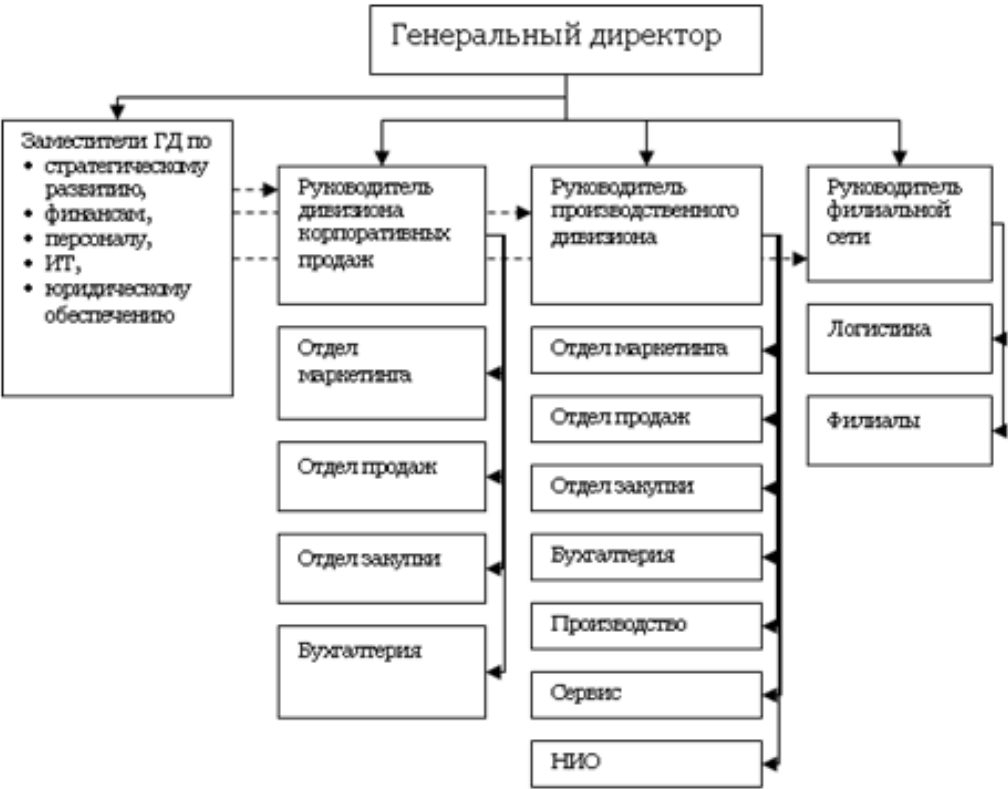 Генеральный директор
Заместители ГД по
• стратегическому
развитию,
• финансам,
• персоналу,
• ИТ,
• юридическому
обеспечению
Руководитель
дивизиона
корпоративных
продаж
Отдел
маркетинга
Отдел продаж
Отдел закупки
Бухгалтерия
Руководитель
производственного
дивизиона
Отдел маркетинга
Отдел продаж
Отдел закупки
Бухгалтерия
Производство
Сервис
НИО
Руководитель
филиальной
сети
Логистика
Филиалы